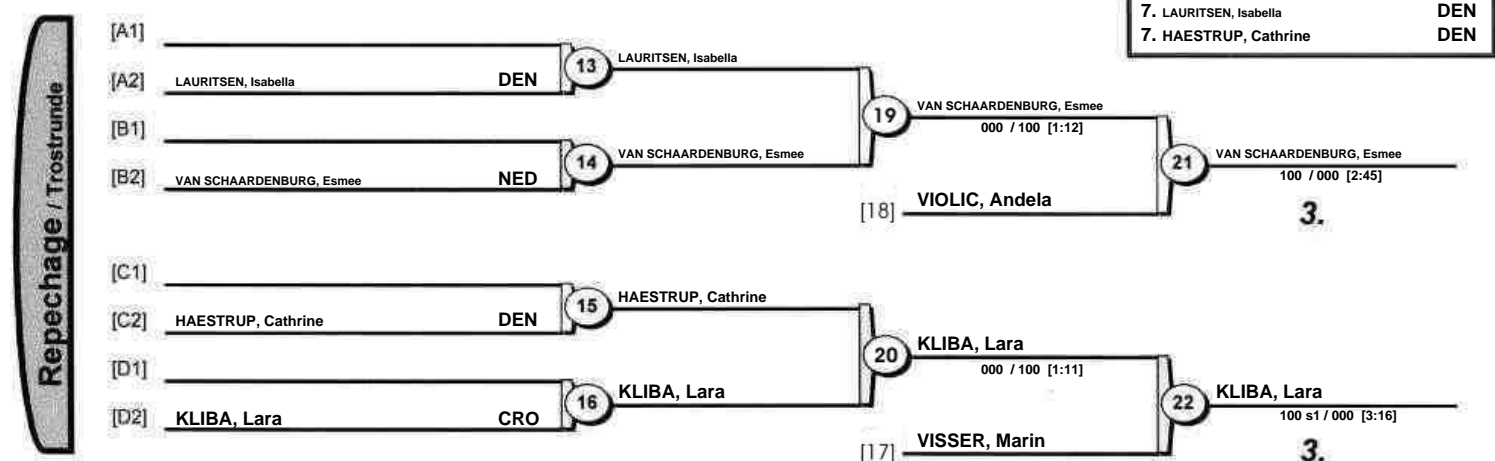 7. LAURITSEN, Isabella DEN
7. HAESTRUP, Cathrine DEN
Repechage / Trostrunde
[A1]
[A2] LAURITSEN, Isabella DEN
13 LAURITSEN, Isabella
[B1]
[B2] VAN SCHAARDENBURG, Esmee NED
14 VAN SCHAARDENBURG, Esmee
19 VAN SCHAARDENBURG, Esmee
000 / 100 [1:12]
[18] VIOLIC, Andela
21 VAN SCHAARDENBURG, Esmee
100 / 000 [2:45]
3.
[C1]
[C2] HAESTRUP, Cathrine DEN
15 HAESTRUP, Cathrine
[D1]
[D2] KLIBA, Lara CRO
16 KLIBA, Lara
20 KLIBA, Lara
000 / 100 [1:11]
[17] VISSER, Marin
22 KLIBA, Lara
100 s1 / 000 [3:16]
3.